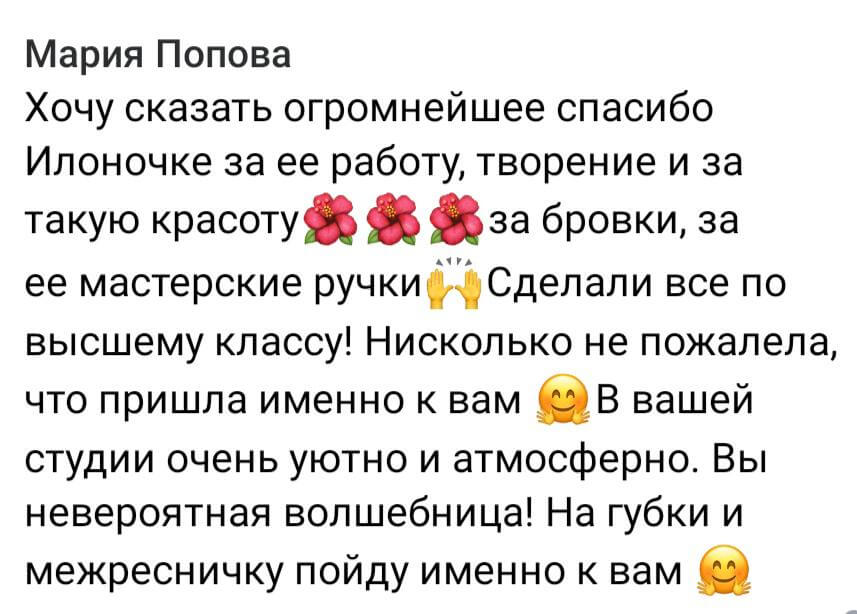 Мария Попова
Хочу сказать огромнейшее спасибо
Илоночке за ее работу, творение и за
такую красоту🌺🌺🌺за бровки, за
ее мастерские ручки🙌Сделали все по
высшему классу! Нисколько не пожалела,
что пришла именно к вам 🤗В вашей
студии очень уютно и атмосферно. Вы
невероятная волшебница! На губки и
межресничку пойду именно к вам 🤗